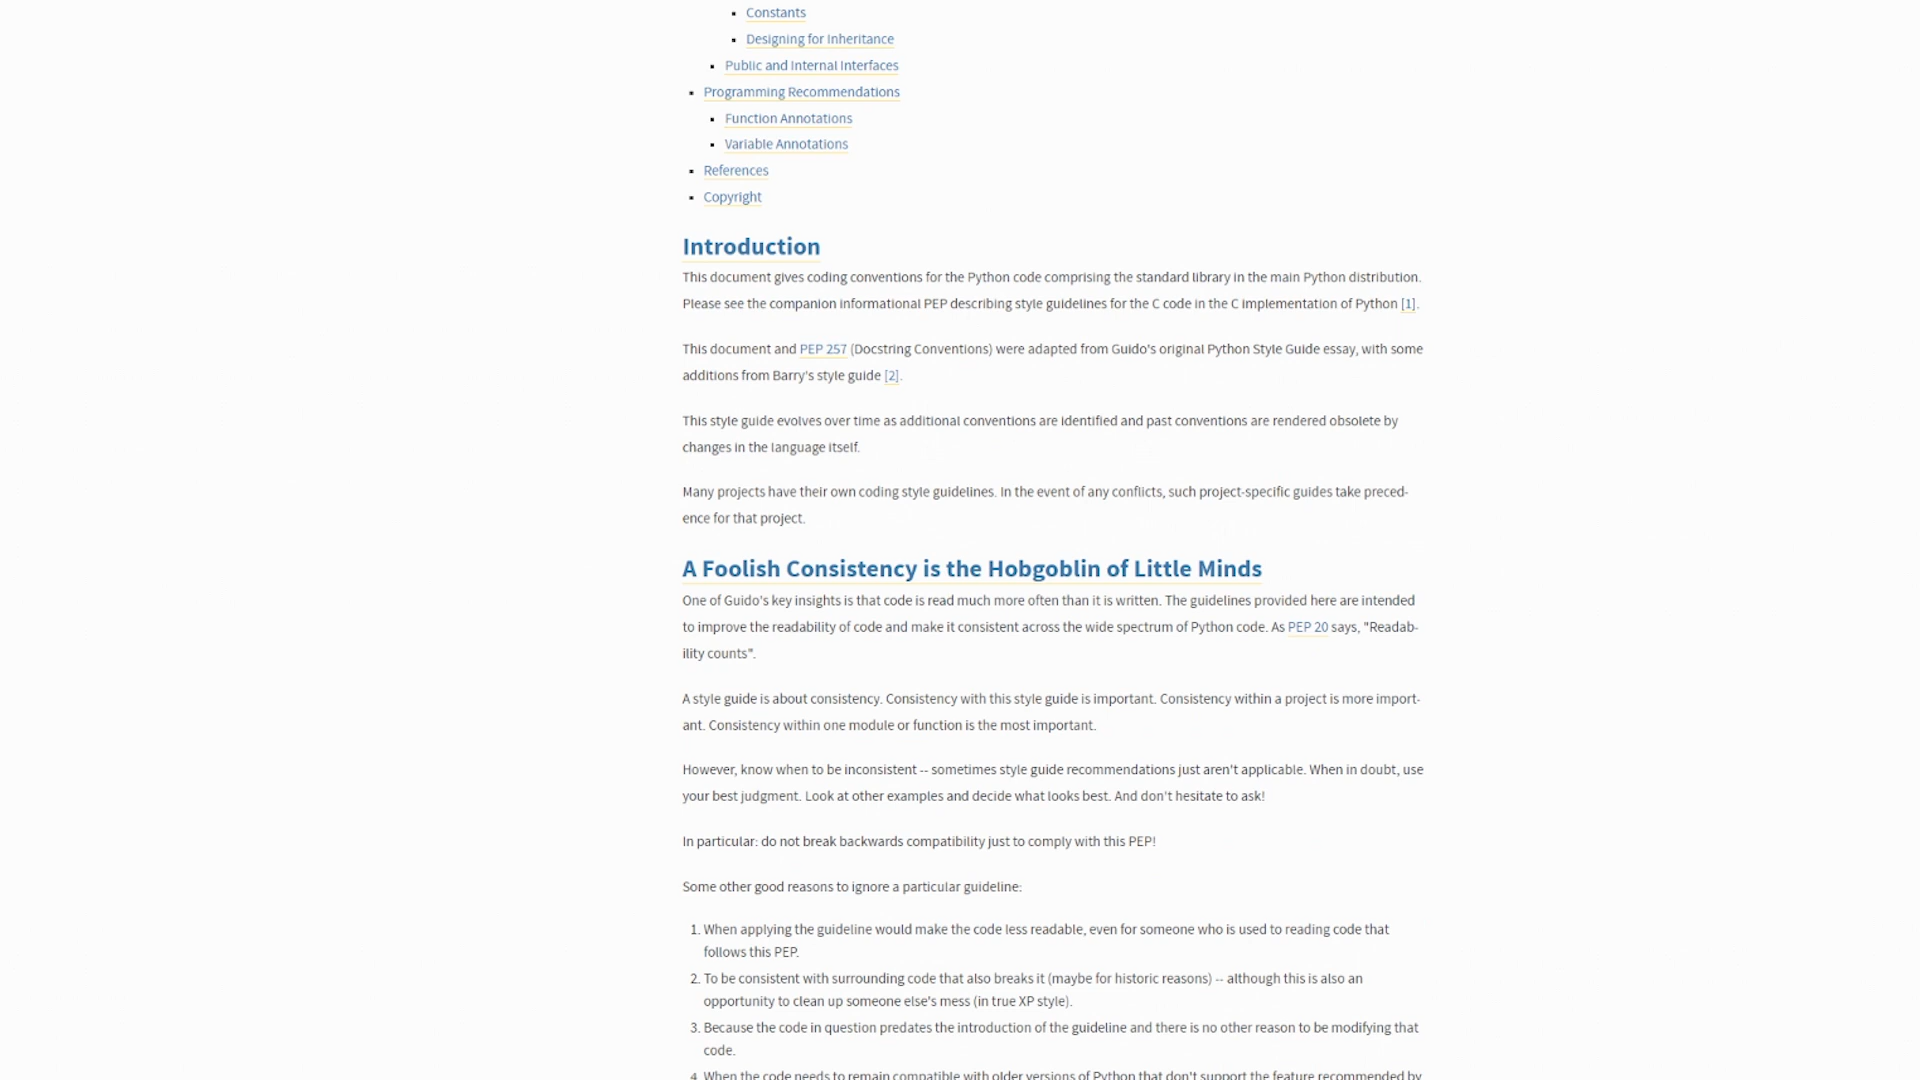 Constants
Designing for Inheritance
Public and Internal Interfaces
Programming Recommendations
Function Annotations
Variable Annotations
References
Copyright
Introduction
This document gives coding conventions for the Python code comprising the standard library in the main Python distribution.
Please see the companion informational PEP describing style guidelines for the C code in the C implementation of Python [1].
This document and PEP 257 (Docstring Conventions) were adapted from Guido's original Python Style Guide essay, with some
additions from Barry's style guide [2].
This style guide evolves over time as additional conventions are identified and past conventions are rendered obsolete by
changes in the language itself.
Many projects have their own coding style guidelines. In the event of any conflicts, such project-specific guides take preced-
ence for that project.
A Foolish Consistency is the Hobgoblin of Little Minds
One of Guido's key insights is that code is read much more often than it is written. The guidelines provided here are intended
to improve the readability of code and make it consistent across the wide spectrum of Python code. As PEP 20 says, "Readab-
ility counts".
A style guide is about consistency. Consistency with this style guide is important. Consistency within a project is more import-
ant. Consistency within one module or function is the most important.
However, know when to be inconsistent -- sometimes style guide recommendations just aren't applicable. When in doubt, use
your best judgment. Look at other examples and decide what looks best. And don't hesitate to ask!
In particular: do not break backwards compatibility just to comply with this PEP!
Some other good reasons to ignore a particular guideline:
1. When applying the guideline would make the code less readable, even for someone who is used to reading code that
follows this PEP.
2. To be consistent with surrounding code that also breaks it (maybe for historic reasons) -- although this is also an
opportunity to clean up someone else's mess (in true XP style).
3. Because the code in question predates the introduction of the guideline and there is no other reason to be modifying that
code.
4. When the code needs to remain compatible with older versions of Python that don't support the feature recommended by